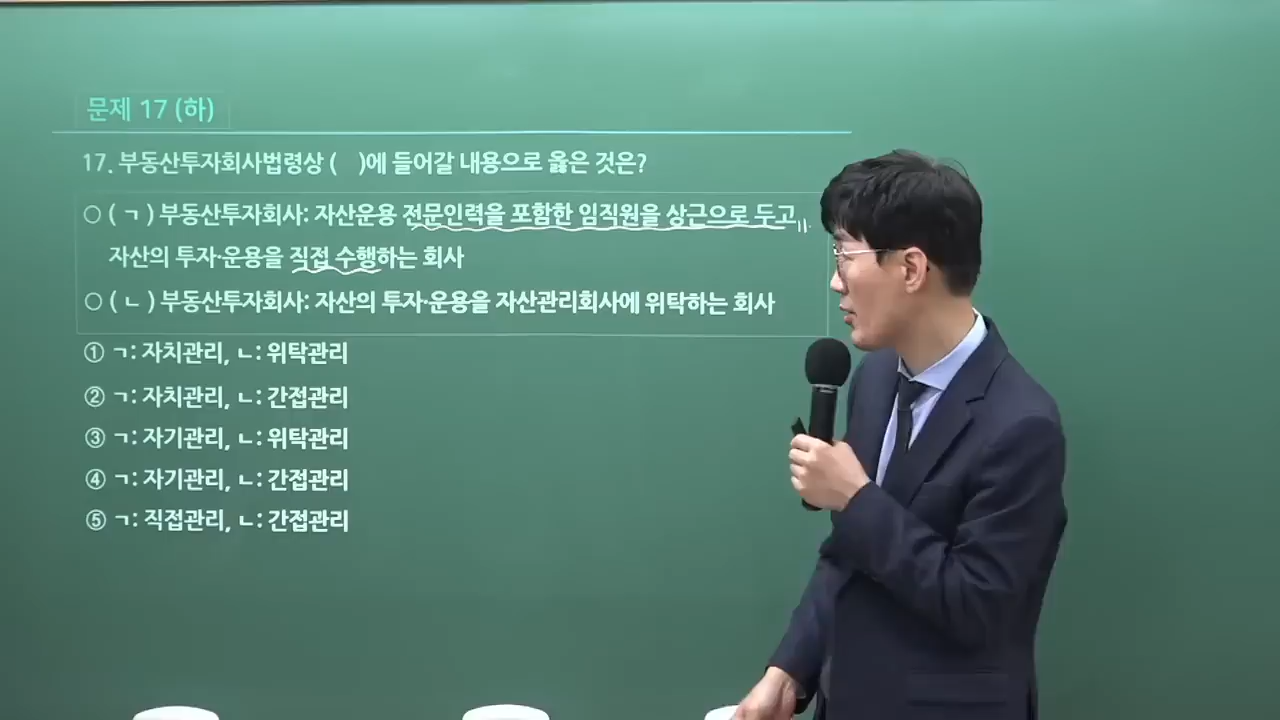 문제 17 (하)
17. 부동산투자회사법령상 (   )에 들어갈 내용으로 옳은 것은?
○ ( ㄱ ) 부동산투자회사: 자산운용 전문인력을 포함한 임직원을 상근으로 두고
자산의 투자·운용을 직접 수행하는 회사
○ ( ㄴ ) 부동산투자회사: 자산의 투자·운용을 자산관리회사에 위탁하는 회사
① ㄱ: 자치관리, ㄴ: 위탁관리
② ㄱ: 자치관리, ㄴ: 간접관리
③ ㄱ: 자기관리, ㄴ: 위탁관리
④ ㄱ: 자기관리, ㄴ: 간접관리
⑤ ㄱ: 직접관리, ㄴ: 간접관리